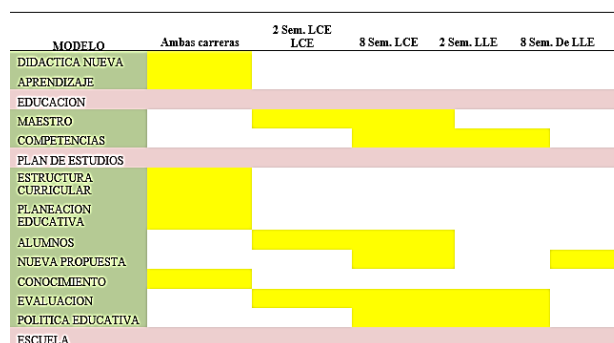 2 Sem. LCE
MODELO Ambas carreras LCE 8 Sem. LCE 2 Sem. LLE 8 Sem. De LLE
DIDACTICA NUEVA
APRENDIZAJE
EDUCACION
MAESTRO
COMPETENCIAS
PLAN DE ESTUDIOS
ESTRUCTURA
CURRICULAR
PLANEACION
EDUCATIVA
ALUMNOS
NUEVA PROPUESTA
CONOCIMIENTO
EVALUACION
POLITICA EDUCATIVA
ESCUELA